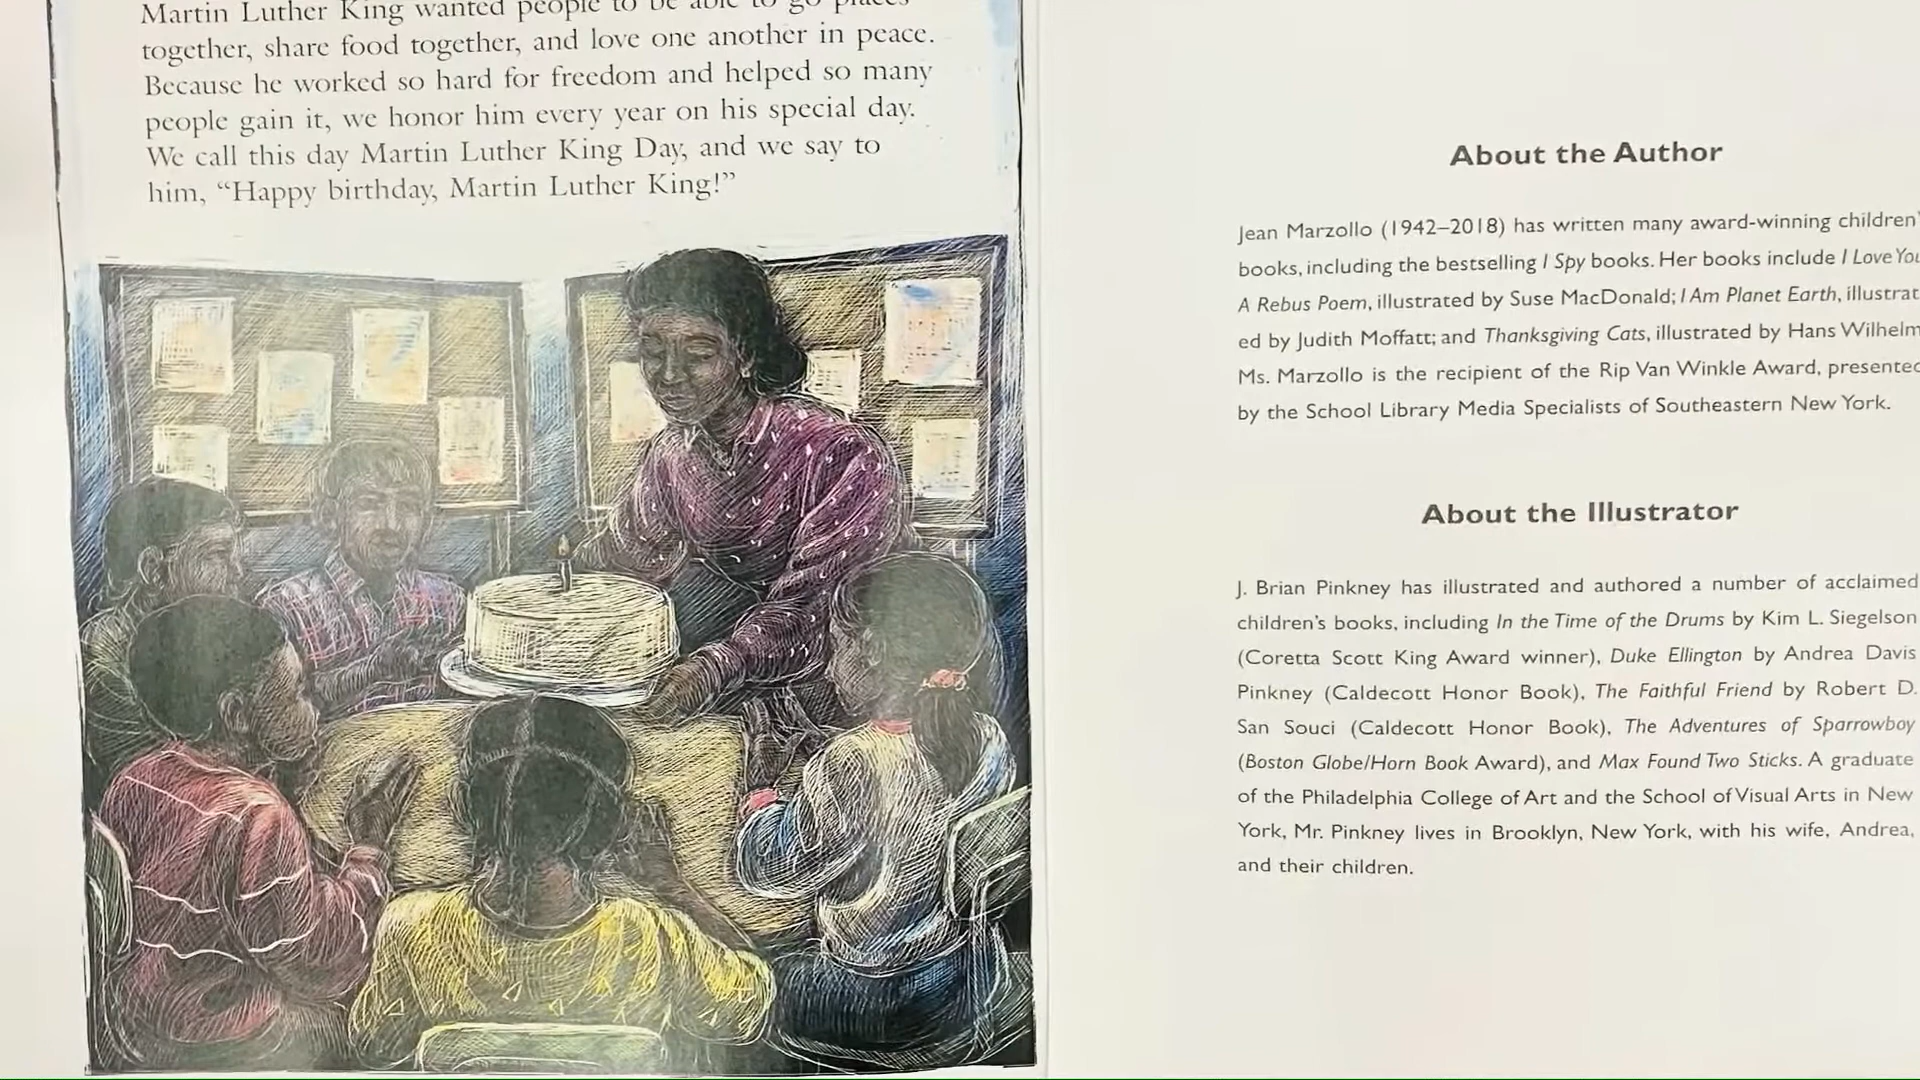 Martin Luther King wanted people to be able to go places
together, share food together, and love one another in peace.
Because he worked so hard for freedom and helped so many
people gain it, we honor him every year on his special day.
We call this day Martin Luther King Day, and we say to
him, “Happy birthday, Martin Luther King!”
About the Author
Jean Marzollo (1942–2018) has written many award-winning children'
books, including the bestselling I Spy books. Her books include I Love You
A Rebus Poem, illustrated by Suse MacDonald; I Am Planet Earth, illustrat
ed by Judith Moffatt; and Thanksgiving Cats, illustrated by Hans Wilhelm
Ms. Marzollo is the recipient of the Rip Van Winkle Award, presented
by the School Library Media Specialists of Southeastern New York.
About the Illustrator
J. Brian Pinkney has illustrated and authored a number of acclaimed
children's books, including In the Time of the Drums by Kim L. Siegelson
(Coretta Scott King Award winner), Duke Ellington by Andrea Davis
Pinkney (Caldecott Honor Book), The Faithful Friend by Robert D.
San Souci (Caldecott Honor Book), The Adventures of Sparrowboy
(Boston Globe/Horn Book Award), and Max Found Two Sticks. A graduate
of the Philadelphia College of Art and the School of Visual Arts in New
York, Mr. Pinkney lives in Brooklyn, New York, with his wife, Andrea,
and their children.